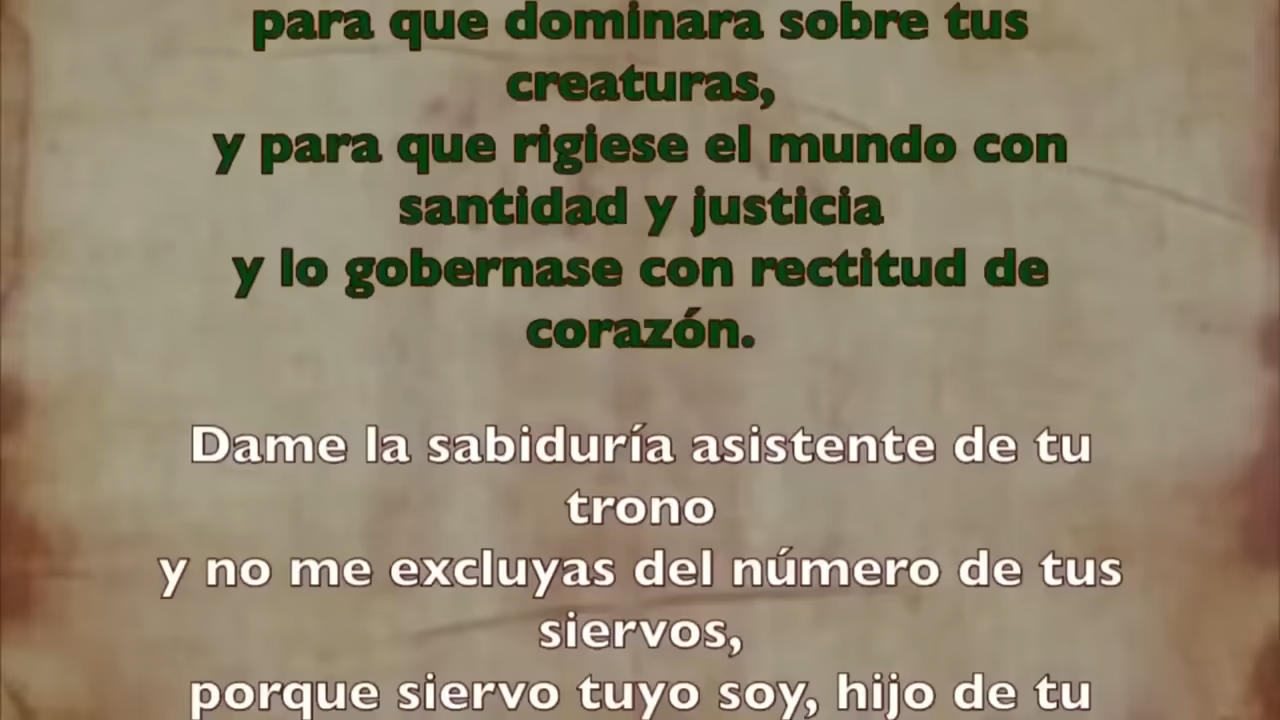 para que dominara sobre tus
creaturas,
y para que rigiese el mundo con
santidad y justicia
y lo gobernase con rectitud de
corazón.
Dame la sabiduría asistente de tu
trono
y no me excluyas del número de tus
siervos,
porque siervo tuyo soy, hijo de tu